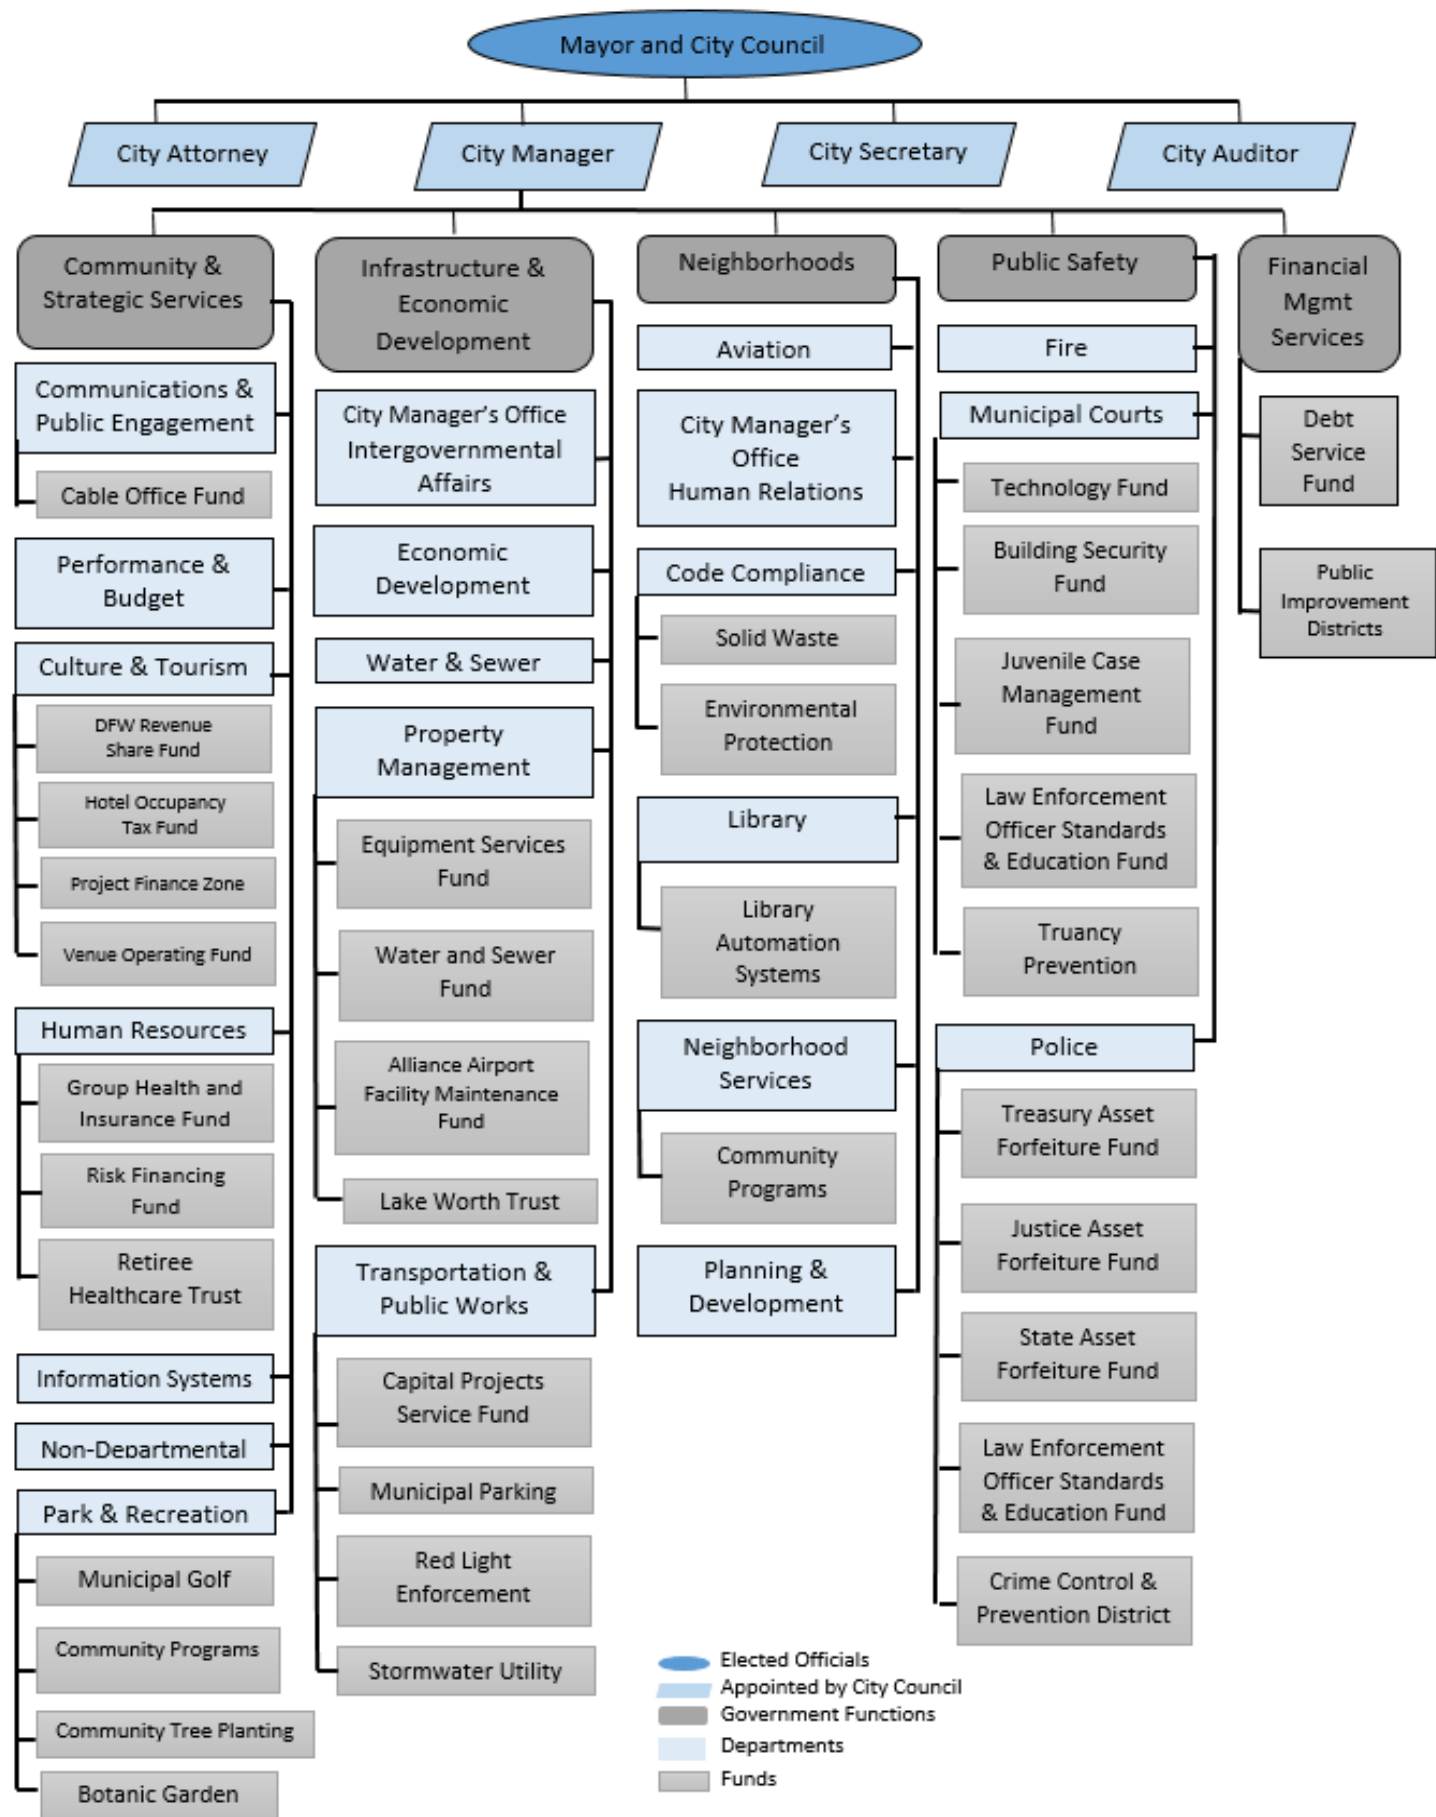 Mayor and City Council
City Attorney
City Manager
City Secretary
City Auditor
Community &
Strategic Services
Communications &
Public Engagement
Cable Office Fund
Performance &
Budget
Culture & Tourism
DFW Revenue
Share Fund
Hotel Occupancy
Tax Fund
Project Finance Zone
Venue Operating Fund
Human Resources
Group Health and
Insurance Fund
Risk Financing
Fund
Retiree
Healthcare Trust
Information Systems
Non-Departmental
Park & Recreation
Municipal Golf
Community Programs
Community Tree Planting
Botanic Garden
Infrastructure &
Economic
Development
City Manager's Office
Intergovernmental
Affairs
Economic
Development
Water & Sewer
Property
Management
Equipment Services
Fund
Water and Sewer
Fund
Alliance Airport
Facility Maintenance
Fund
Lake Worth Trust
Transportation &
Public Works
Capital Projects
Service Fund
Municipal Parking
Red Light
Enforcement
Stormwater Utility
Neighborhoods
Aviation
City Manager's
Office
Human Relations
Code Compliance
Solid Waste
Environmental
Protection
Library
Library
Automation
Systems
Neighborhood
Services
Community
Programs
Planning &
Development
Public Safety
Fire
Municipal Courts
Technology Fund
Building Security
Fund
Juvenile Case
Management
Fund
Law Enforcement
Officer Standards
& Education Fund
Truancy
Prevention
Police
Treasury Asset
Forfeiture Fund
Justice Asset
Forfeiture Fund
State Asset
Forfeiture Fund
Law Enforcement
Officer Standards
& Education Fund
Crime Control &
Prevention District
Financial
Mgmt
Services
Debt
Service
Fund
Public
Improvement
Districts
Elected Officials
Appointed by City Council
Government Functions
Departments
Funds